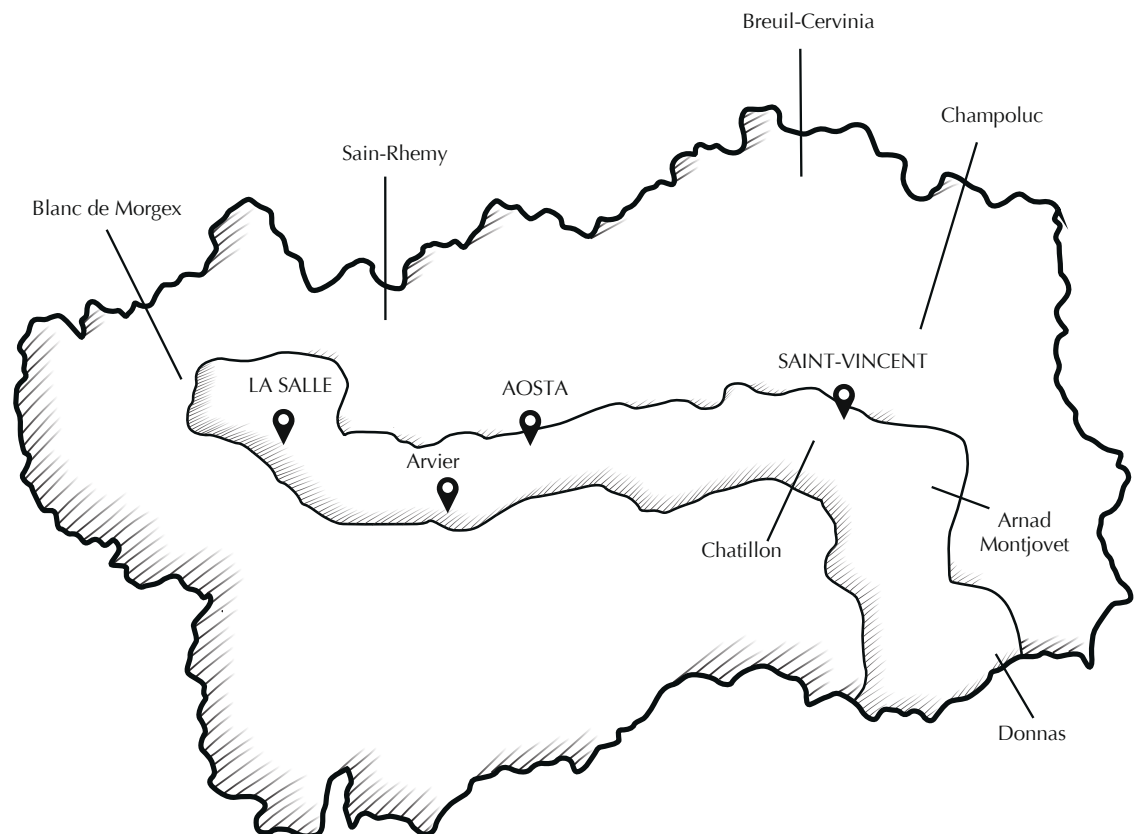 Breuil-Cervinia
Champoluc
Sain-Rhemy
Blanc de Morgex
SAINT-VINCENT
LA SALLE
AOSTA
Arvier
Arnad
Montjovet
Chatillon
Donnas